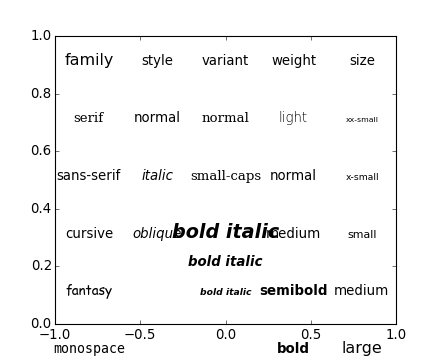 1.0
family style variant weight size
0.8
serif normal normal light xx-small
0.6
sans-serif italic small-caps normal x-small
0.4
cursive oblique bold italic medium small
bold italic
0.2
fantasy bold italic semibold medium
0.0
−1.0 −0.5 0.0 0.5 1.0
monospace bold large